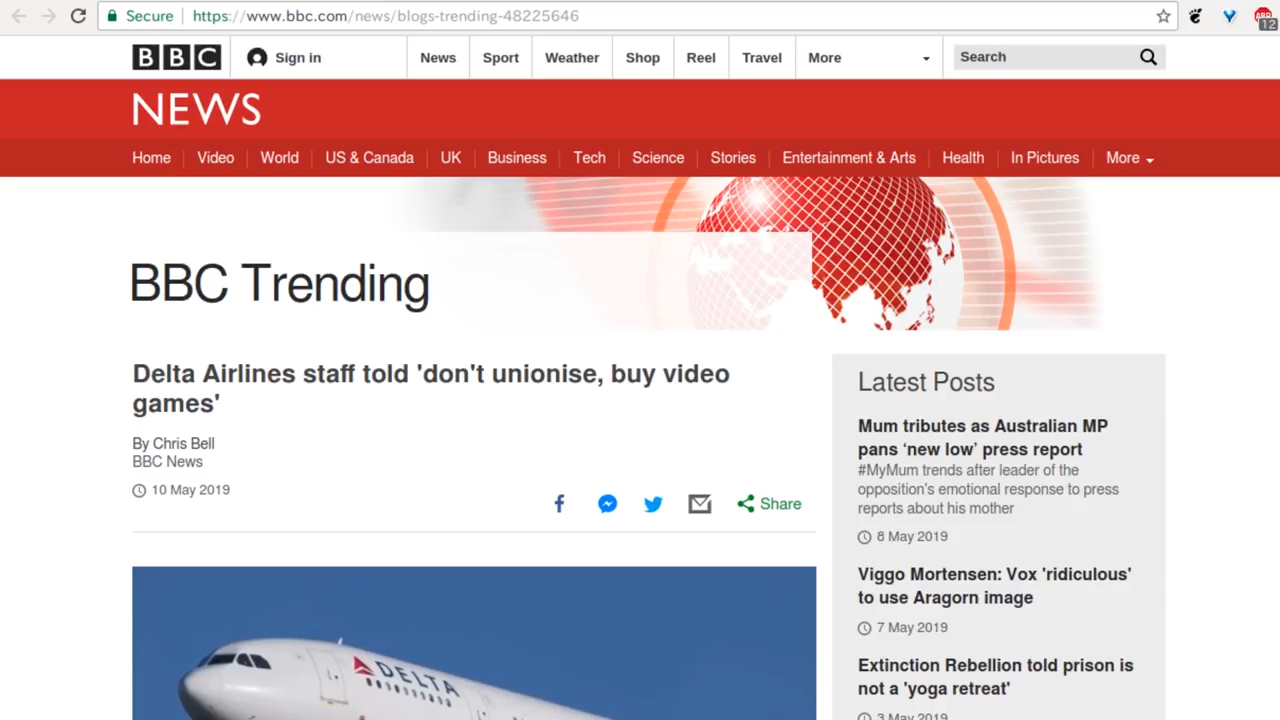 Secure
https://www.bbc.com/news/blogs-trending-48225646
12
BBC
Sign in
News
Sport
Weather
Shop
Reel
Travel
More
Search
NEWS
Home
Video
World
US & Canada
UK
Business
Tech
Science
Stories
Entertainment & Arts
Health
In Pictures
More
BBC Trending
Delta Airlines staff told 'don't unionise, buy video
games'
By Chris Bell
BBC News
10 May 2019
Share
DELTA
Latest Posts
Mum tributes as Australian MP
pans ‘new low’ press report
#MyMum trends after leader of the
opposition's emotional response to press
reports about his mother
8 May 2019
Viggo Mortensen: Vox 'ridiculous'
to use Aragorn image
7 May 2019
Extinction Rebellion told prison is
not a 'yoga retreat'
3 May 2019